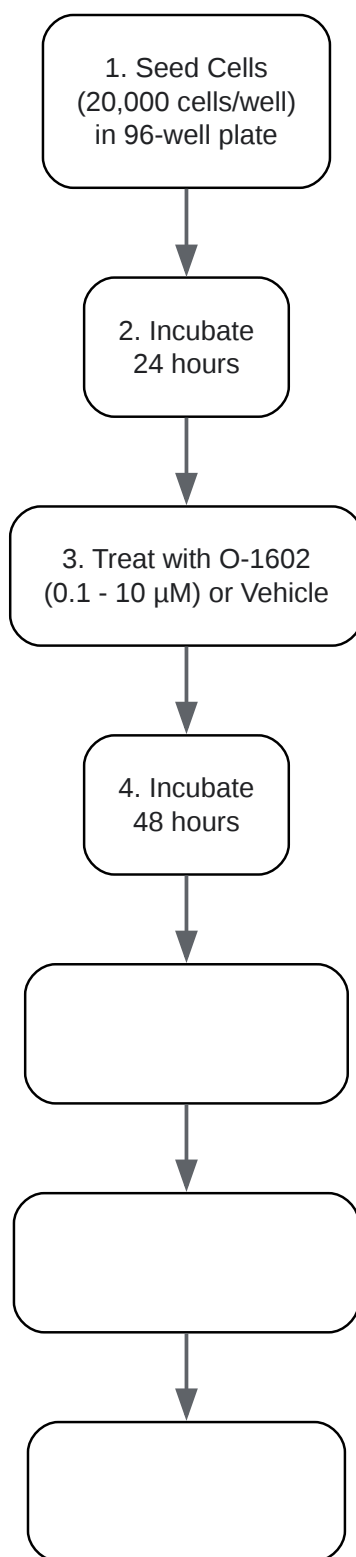 1. Seed Cells
(20,000 cells/well)
in 96-well plate
2. Incubate
24 hours
3. Treat with O-1602
(0.1 - 10 µM) or Vehicle
4. Incubate
48 hours